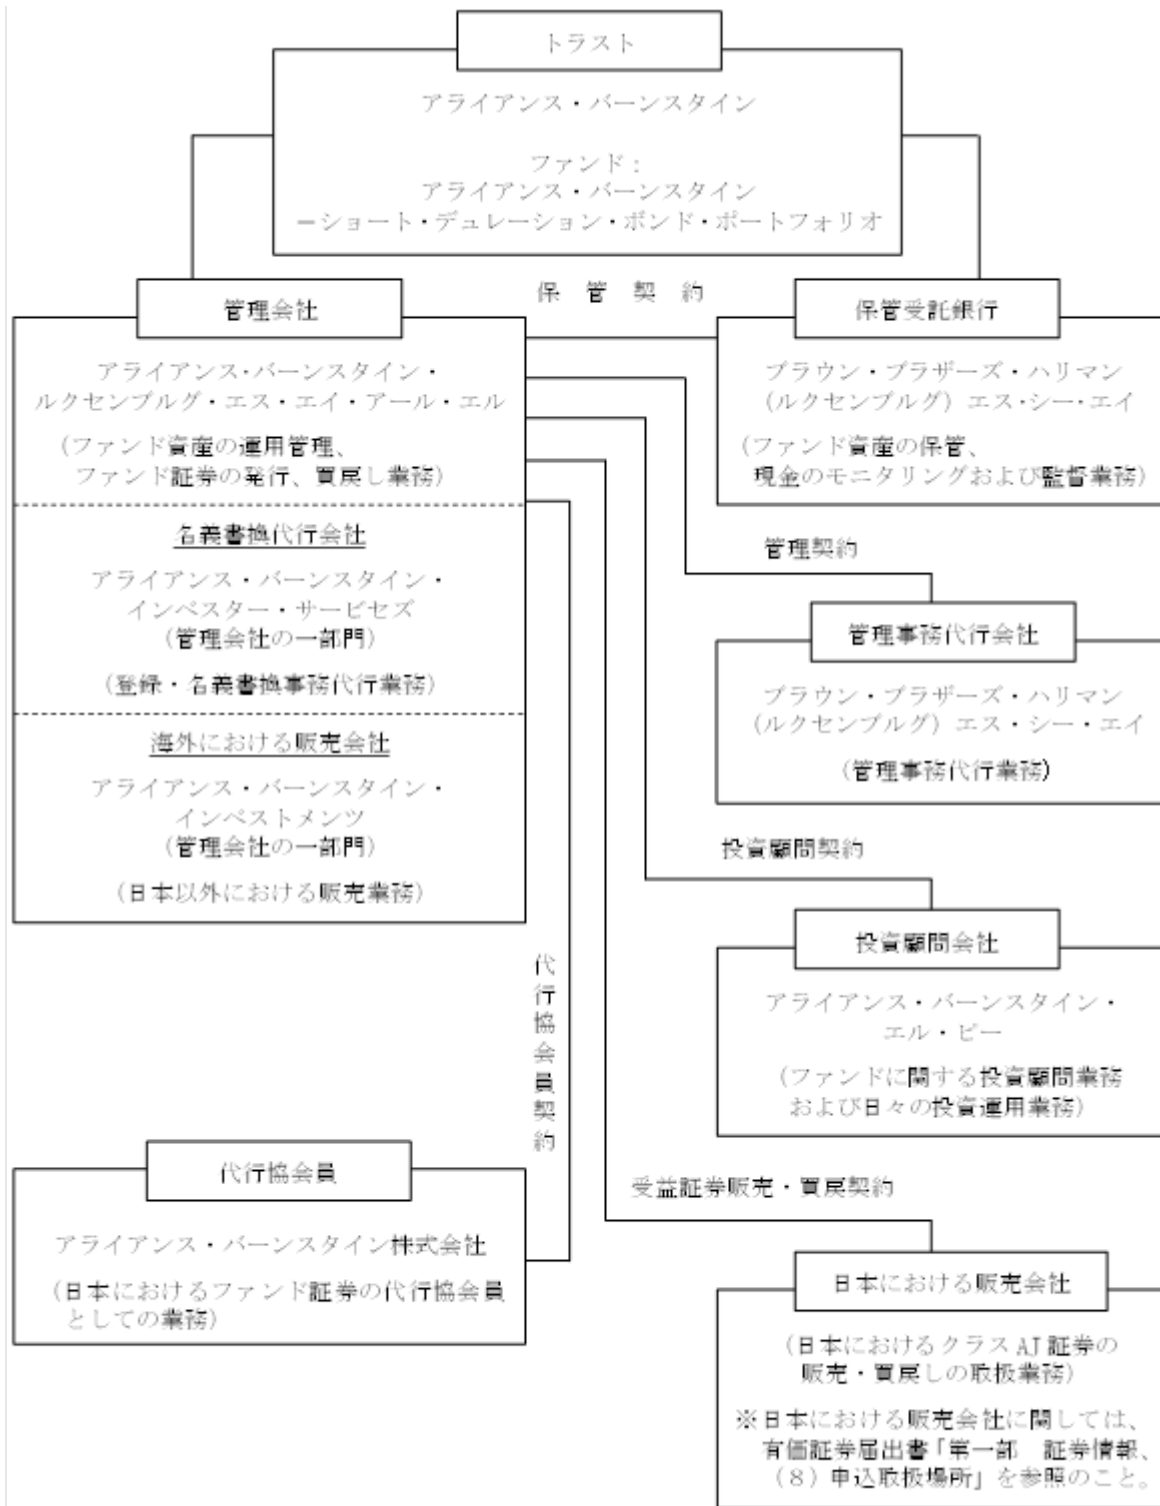 トラスト
アライアンス・バーンスタイン
ファンド：
アライアンス・バーンスタイン
－ショート・デュレーション・ボンド・ポートフォリオ
管理会社
アライアンス・バーンスタイン・
ルクセンブルグ・エス・エイ・アール・エル
（ファンド資産の運用管理、
ファンド証券の発行、買戻し業務）
名義書換代行会社
アライアンス・バーンスタイン・
インベスター・サービセズ
（管理会社の一部門）
（登録・名義書換事務代行業務）
海外における販売会社
アライアンス・バーンスタイン・
インベストメンツ
（管理会社の一部門）
（日本以外における販売業務）
保管契約
保管受託銀行
ブラウン・ブラザーズ・ハリマン
（ルクセンブルグ）エス・シー・エイ
（ファンド資産の保管、
現金のモニタリングおよび監督業務）
管理契約
管理事務代行会社
ブラウン・ブラザーズ・ハリマン
（ルクセンブルグ）エス・シー・エイ
（管理事務代行業務）
投資顧問契約
投資顧問会社
アライアンス・バーンスタイン・
エル・ピー
（ファンドに関する投資顧問業務
および日々の投資運用業務）
代行協会員契約
代行協会員
アライアンス・バーンスタイン株式会社
（日本におけるファンド証券の代行協会員
としての業務）
受益証券販売・買戻契約
日本における販売会社
（日本におけるクラスAJ証券の
販売・買戻しの取扱業務）
※日本における販売会社に関しては、
有価証券届出書「第一部　証券情報、
（８）申込取扱場所」を参照のこと。